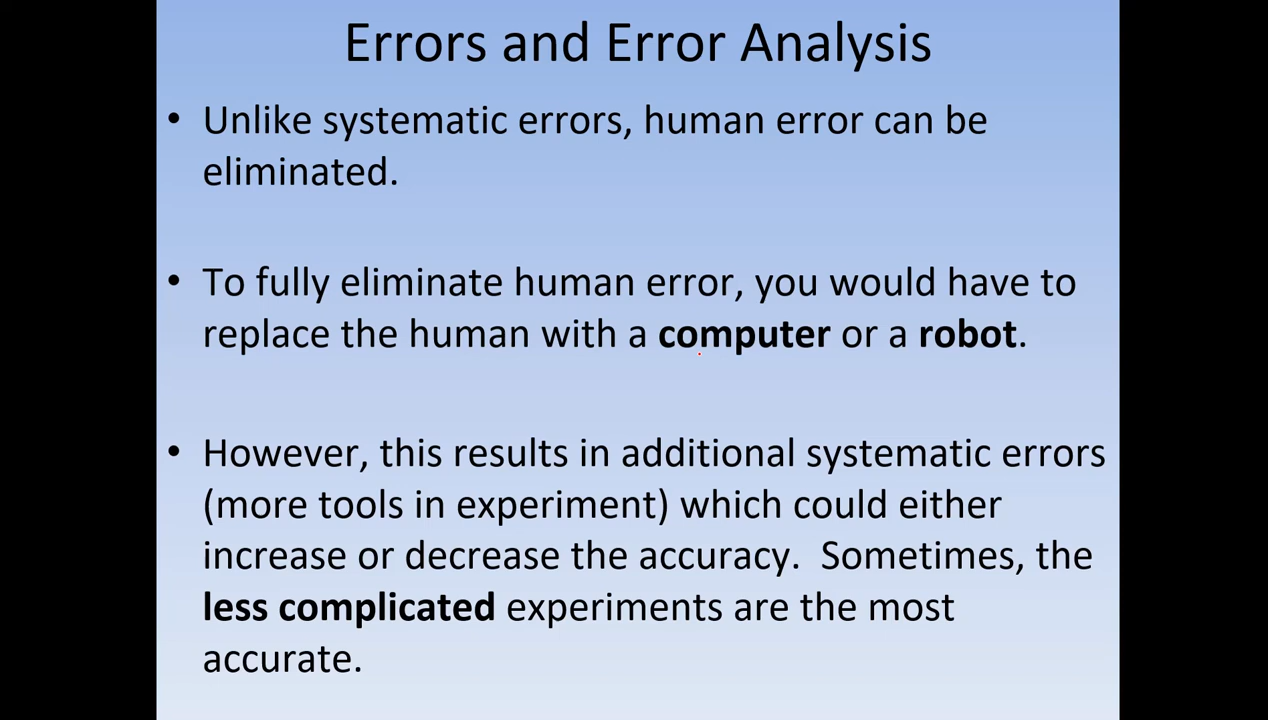 Errors and Error Analysis
• Unlike systematic errors, human error can be
eliminated.
• To fully eliminate human error, you would have to
replace the human with a computer or a robot.
• However, this results in additional systematic errors
(more tools in experiment) which could either
increase or decrease the accuracy.  Sometimes, the
less complicated experiments are the most
accurate.